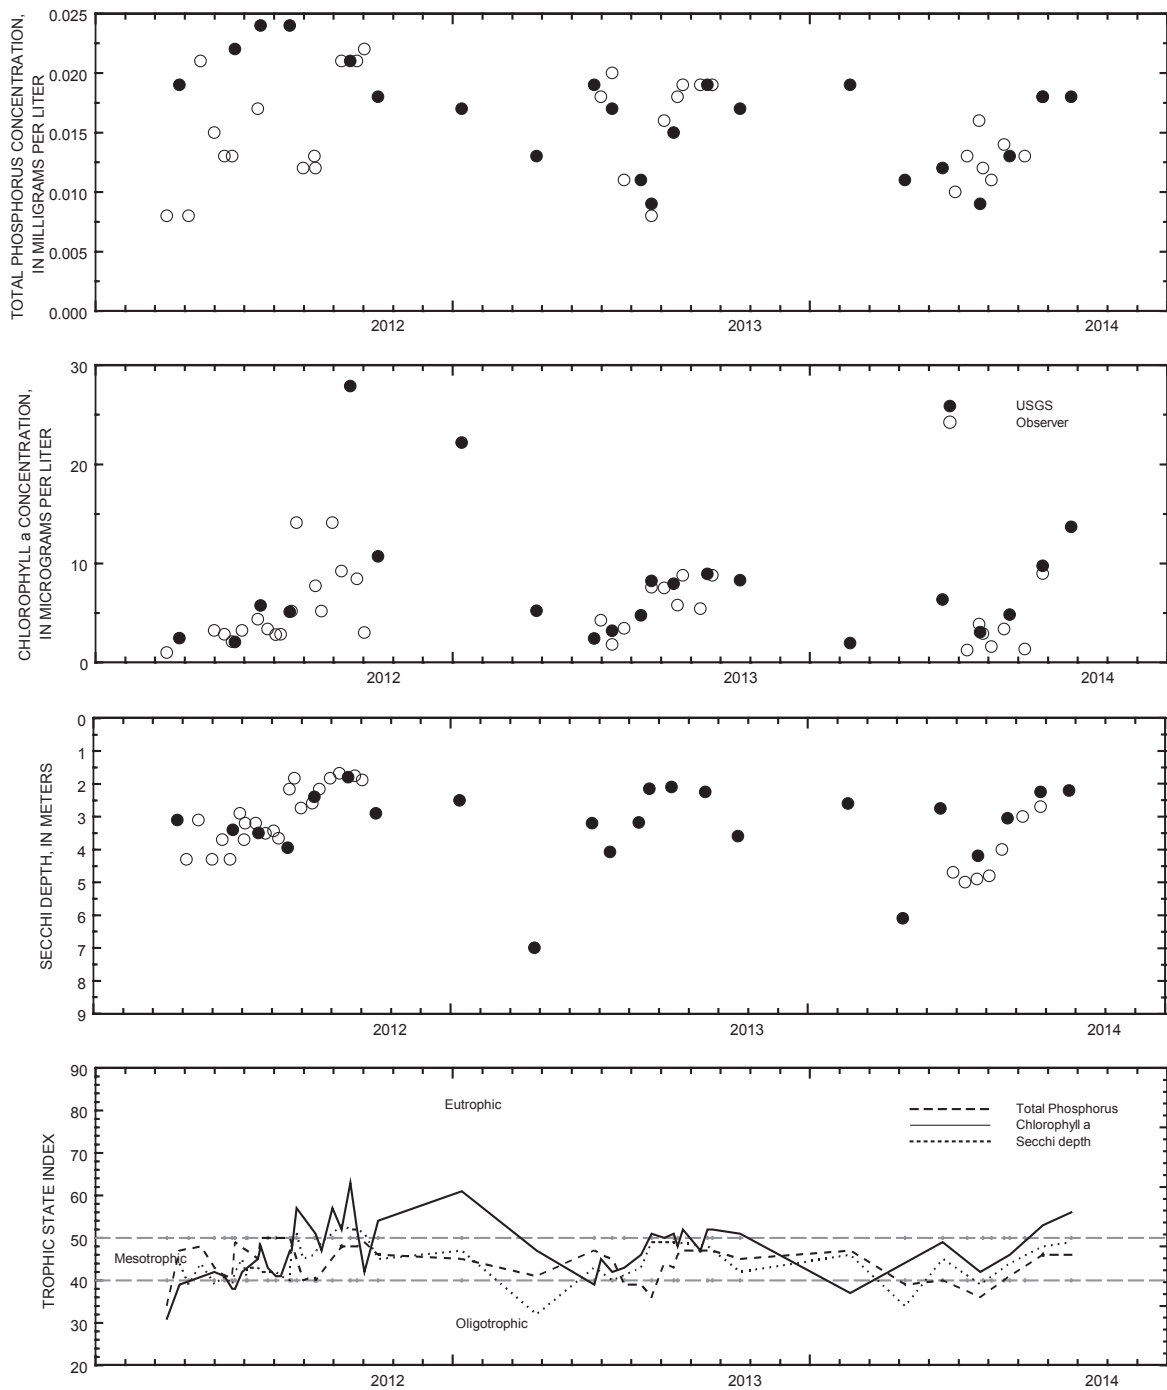 TOTAL PHOSPHORUS CONCENTRATION,
IN MILLIGRAMS PER LITER
0.025
0.020
0.015
0.010
0.005
0.000
2012 2013 2014
CHLOROPHYLL a CONCENTRATION,
IN MICROGRAMS PER LITER
30
20
10
0
USGS
Observer
2012 2013 2014
SECCHI DEPTH, IN METERS
0
1
2
3
4
5
6
7
8
9
2012 2013 2014
TROPHIC STATE INDEX
90
80
70
60
50
40
30
20
Eutrophic
Mesotrophic
Oligotrophic
Total Phosphorus
Chlorophyll a
Secchi depth
2012 2013 2014